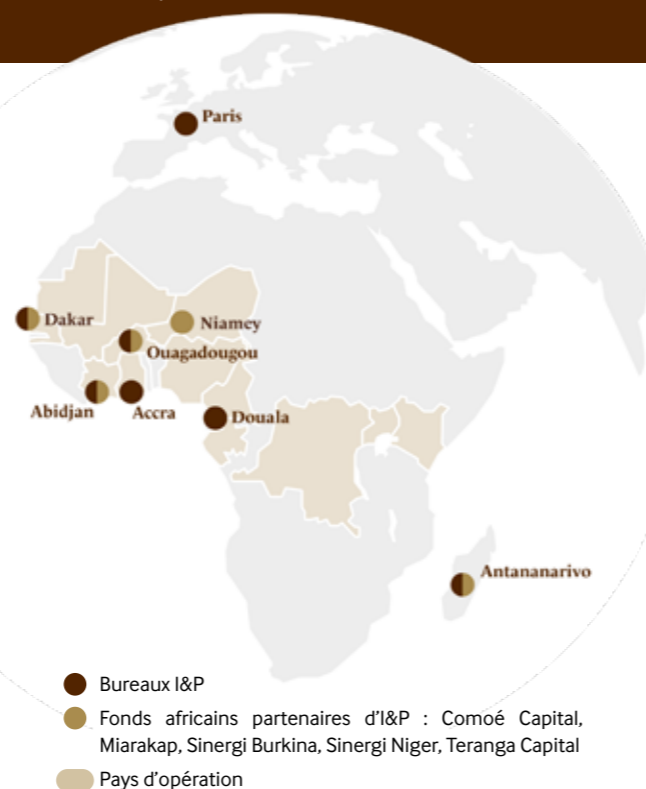 Paris
Dakar
Niamey
Ouagadougou
Abidjan
Accra
Douala
Antananarivo
Bureaux I&P
Fonds africains partenaires d'I&P : Comoé Capital,
Miarakap, Sinergi Burkina, Sinergi Niger, Teranga Capital
Pays d'opération